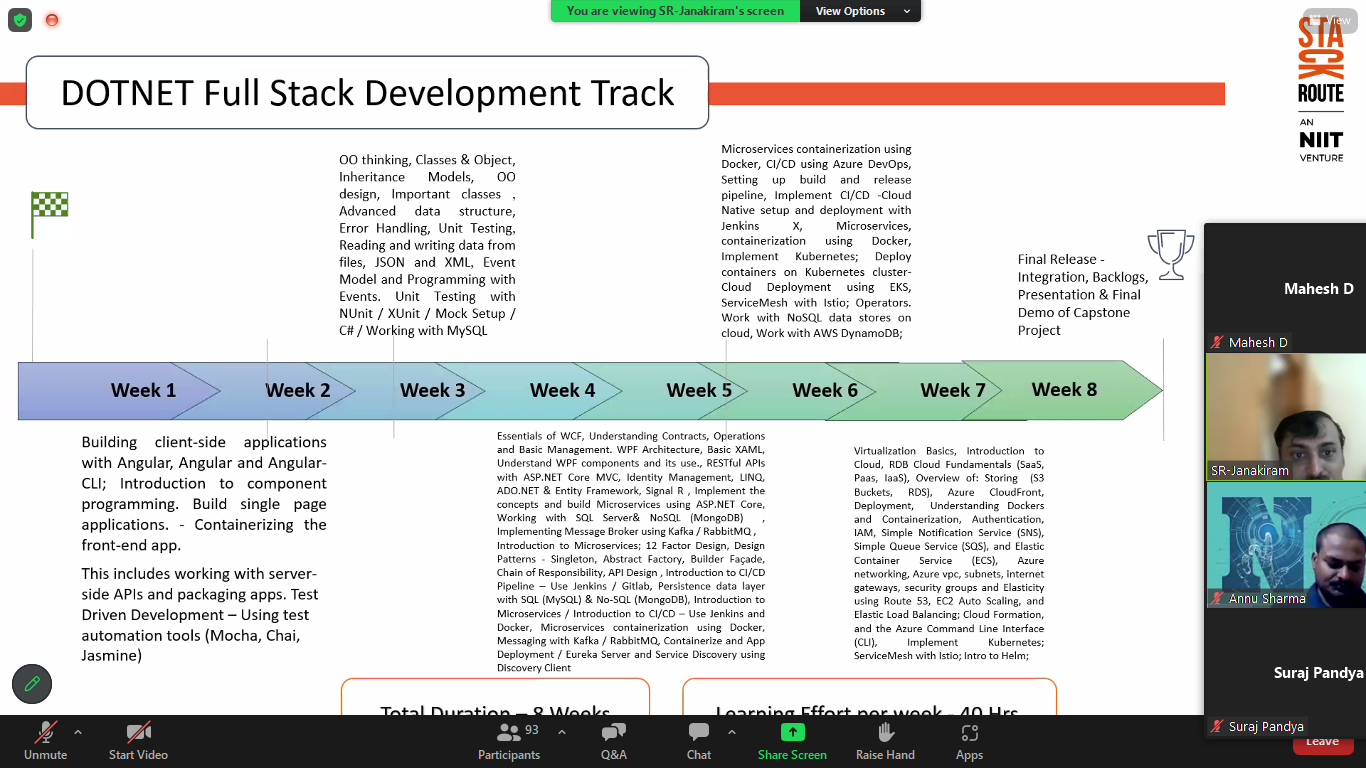 You are viewing SR-Janakiram's screen
View Options
View
STACK
ROUTE
AN
NIIT
VENTURE
DOTNET Full Stack Development Track
OO thinking, Classes & Object,
Inheritance Models, OO
design, Important classes ,
Advanced data structure,
Error Handling, Unit Testing,
Reading and writing data from
files, JSON and XML, Event
Model and Programming with
Events. Unit Testing with
NUnit / XUnit / Mock Setup /
C# / Working with MySQL
Microservices containerization using
Docker, CI/CD using Azure DevOps,
Setting up build and release
pipeline, Implement CI/CD -Cloud
Native setup and deployment with
Jenkins X, Microservices,
containerization using Docker,
Implement Kubernetes; Deploy
containers on Kubernetes cluster-
Cloud Deployment using EKS,
ServiceMesh with Istio; Operators.
Work with NoSQL data stores on
cloud, Work with AWS DynamoDB;
Final Release -
Integration, Backlogs,
Presentation & Final
Demo of Capstone
Project
Week 1
Week 2
Week 3
Week 4
Week 5
Week 6
Week 7
Week 8
Building client-side applications
with Angular, Angular and Angular-
CLI; Introduction to component
programming. Build single page
applications. - Containerizing the
front-end app.
This includes working with server-
side APIs and packaging apps. Test
Driven Development – Using test
automation tools (Mocha, Chai,
Jasmine)
Essentials of WCF, Understanding Contracts, Operations
and Basic Management. WPF Architecture, Basic XAML,
Understand WPF components and its use., RESTful APIs
with ASP.NET Core MVC, Identity Management, LINQ,
ADO.NET & Entity Framework, Signal R , Implement the
concepts and build Microservices using ASP.NET Core,
Working with SQL Server& NoSQL (MongoDB) ,
Implementing Message Broker using Kafka / RabbitMQ ,
Introduction to Microservices; 12 Factor Design, Design
Patterns - Singleton, Abstract Factory, Builder Façade,
Chain of Responsibility, API Design , Introduction to CI/CD
Pipeline – Use Jenkins / Gitlab, Persistence data layer
with SQL (MySQL) & No-SQL (MongoDB), Introduction to
Microservices / Introduction to CI/CD – Use Jenkins and
Docker, Microservices containerization using Docker,
Messaging with Kafka / RabbitMQ, Containerize and App
Deployment / Eureka Server and Service Discovery using
Discovery Client
Virtualization Basics, Introduction to
Cloud, RDB Cloud Fundamentals (SaaS,
Paas, IaaS), Overview of: Storing (S3
Buckets, RDS), Azure CloudFront,
Deployment, Understanding Dockers
and Containerization, Authentication,
IAM, Simple Notification Service (SNS),
Simple Queue Service (SQS), and Elastic
Container Service (ECS), Azure
networking, Azure vpc, subnets, internet
gateways, security groups and Elasticity
using Route 53, EC2 Auto Scaling, and
Elastic Load Balancing; Cloud Formation,
and the Azure Command Line Interface
(CLI), Implement Kubernetes;
ServiceMesh with Istio; Intro to Helm;
Total Duration – 8 Weeks
Learning Effort per week - 40 Hrs
Mahesh D
Mahesh D
SR-Janakiram
Annu Sharma
Suraj Pandya
Suraj Pandya
Unmute
Start Video
Participants
93
Q&A
Chat
Share Screen
Raise Hand
Apps
Leave